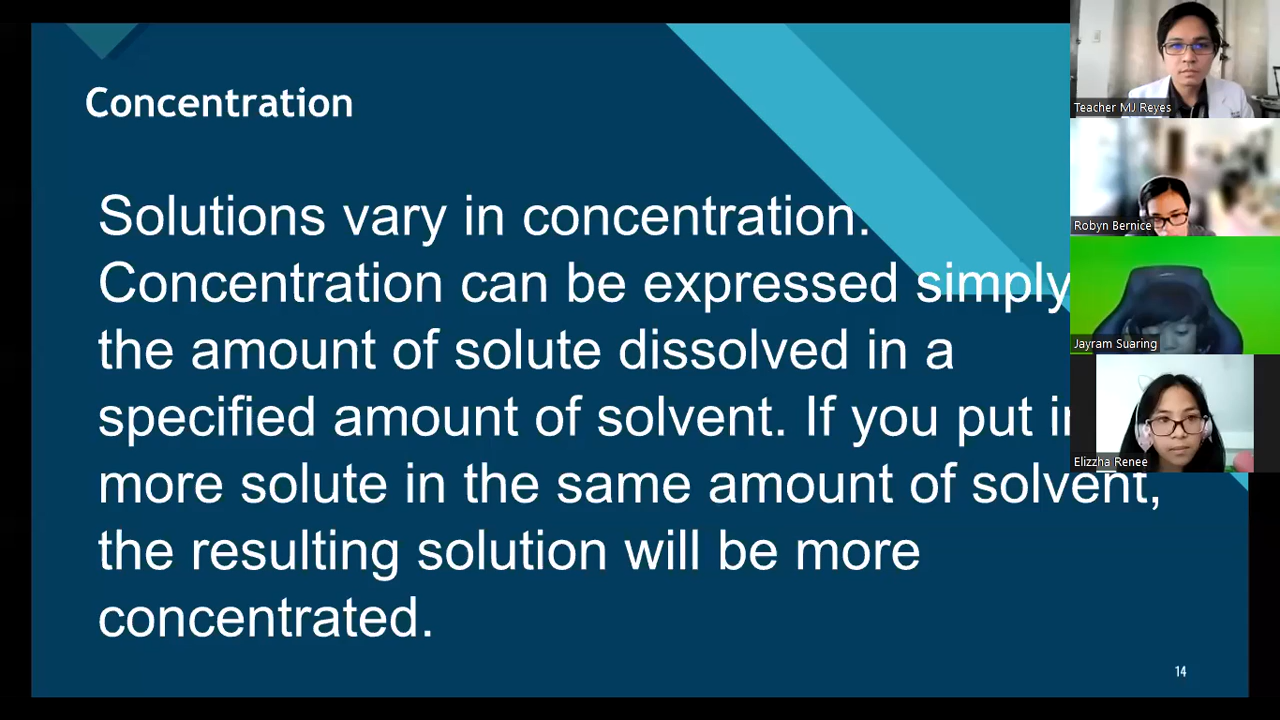 Concentration
Solutions vary in concentration.
Concentration can be expressed simply
the amount of solute dissolved in a
specified amount of solvent. If you put
more solute in the same amount of solvent,
the resulting solution will be more
concentrated.
14
Teacher MJ Reyes
Robyn Bernice
Jayram Suaring
Elizzha Renee